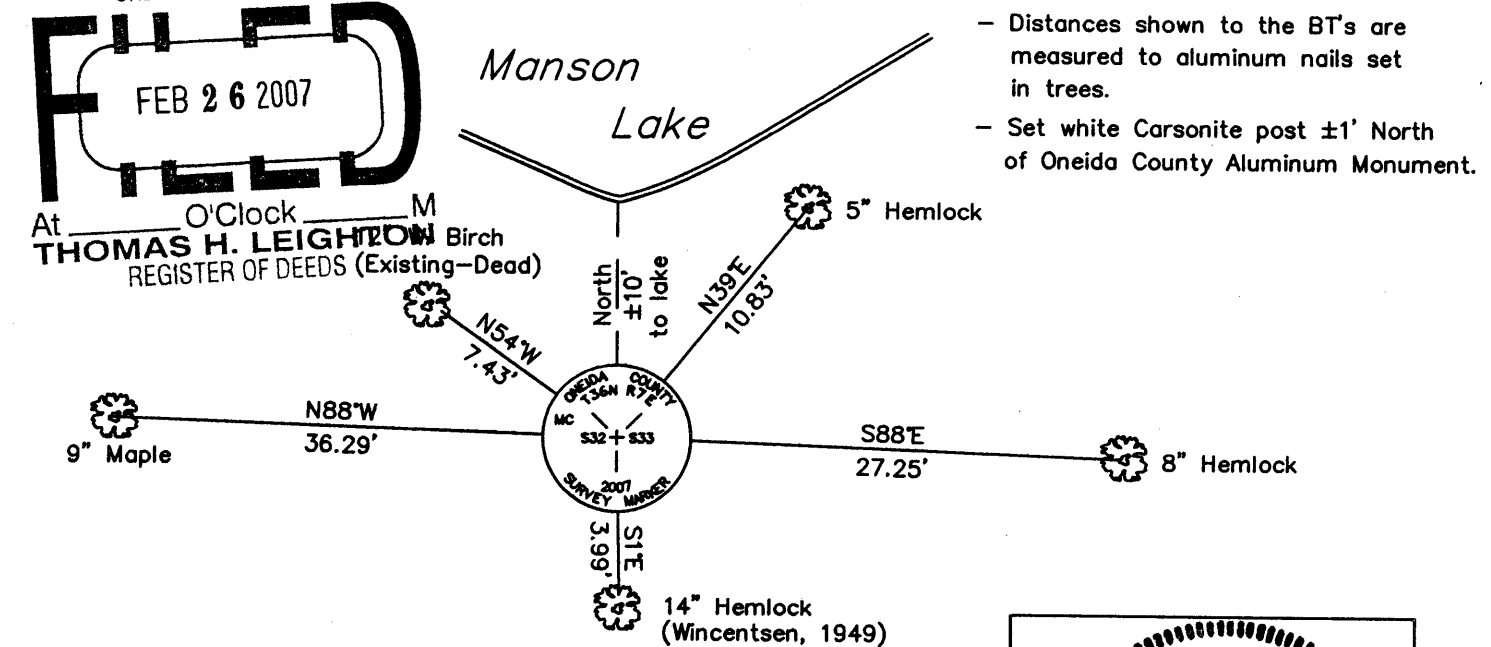 FILED
FEB 26 2007
At ________ O'Clock ________ M
THOMAS H. LEIGHTON
REGISTER OF DEEDS
Birch
(Existing-Dead)
Manson
Lake
- Distances shown to the BT's are
measured to aluminum nails set
in trees.
- Set white Carsonite post ±1' North
of Oneida County Aluminum Monument.
5" Hemlock
North
±10'
to lake
N39°E
10.83'
N54°W
7.43'
N88°W
36.29'
9" Maple
ONEIDA COUNTY
T36N R7E
MC
S32 S33
2007
SURVEY MARKER
S88°E
27.25'
8" Hemlock
S1°E
3.99'
14" Hemlock
(Wincentsen, 1949)